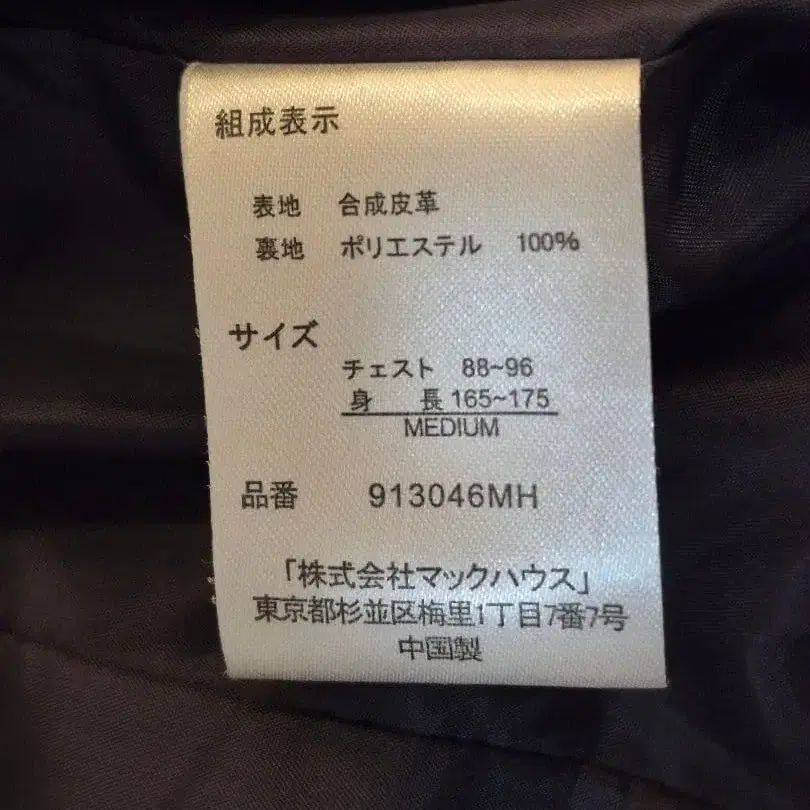 組成表示
表地 合成皮革
裏地 ポリエステル 100%
サイズ
チェスト 88~96
身 長 165~175
MEDIUM
品番 913046MH
「株式会社マックハウス」
東京都杉並区梅里1丁目7番7号
中国製